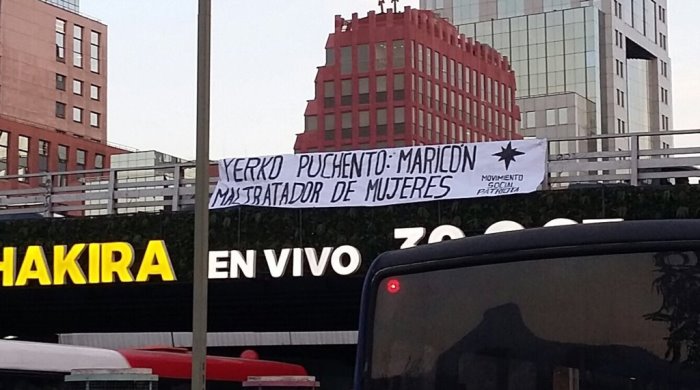 YERKO PUCHENTO: MARICÓN
MALTRATADOR DE MUJERES
MOVIMIENTO
SOCIAL
PATRIOTA
HAKIRA EN VIVO